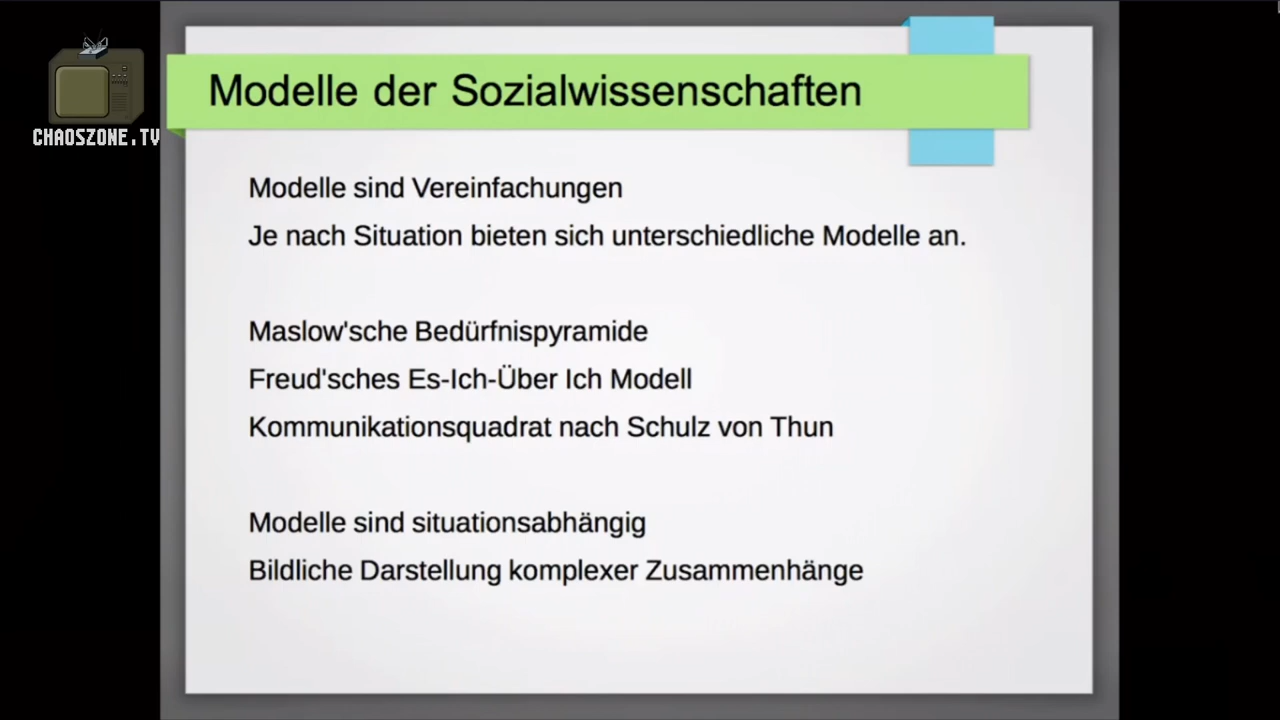 CHAOSZONE.TV
Modelle der Sozialwissenschaften
Modelle sind Vereinfachungen
Je nach Situation bieten sich unterschiedliche Modelle an.
Maslow'sche Bedürfnispyramide
Freud'sches Es-Ich-Über Ich Modell
Kommunikationsquadrat nach Schulz von Thun
Modelle sind situationsabhängig
Bildliche Darstellung komplexer Zusammenhänge